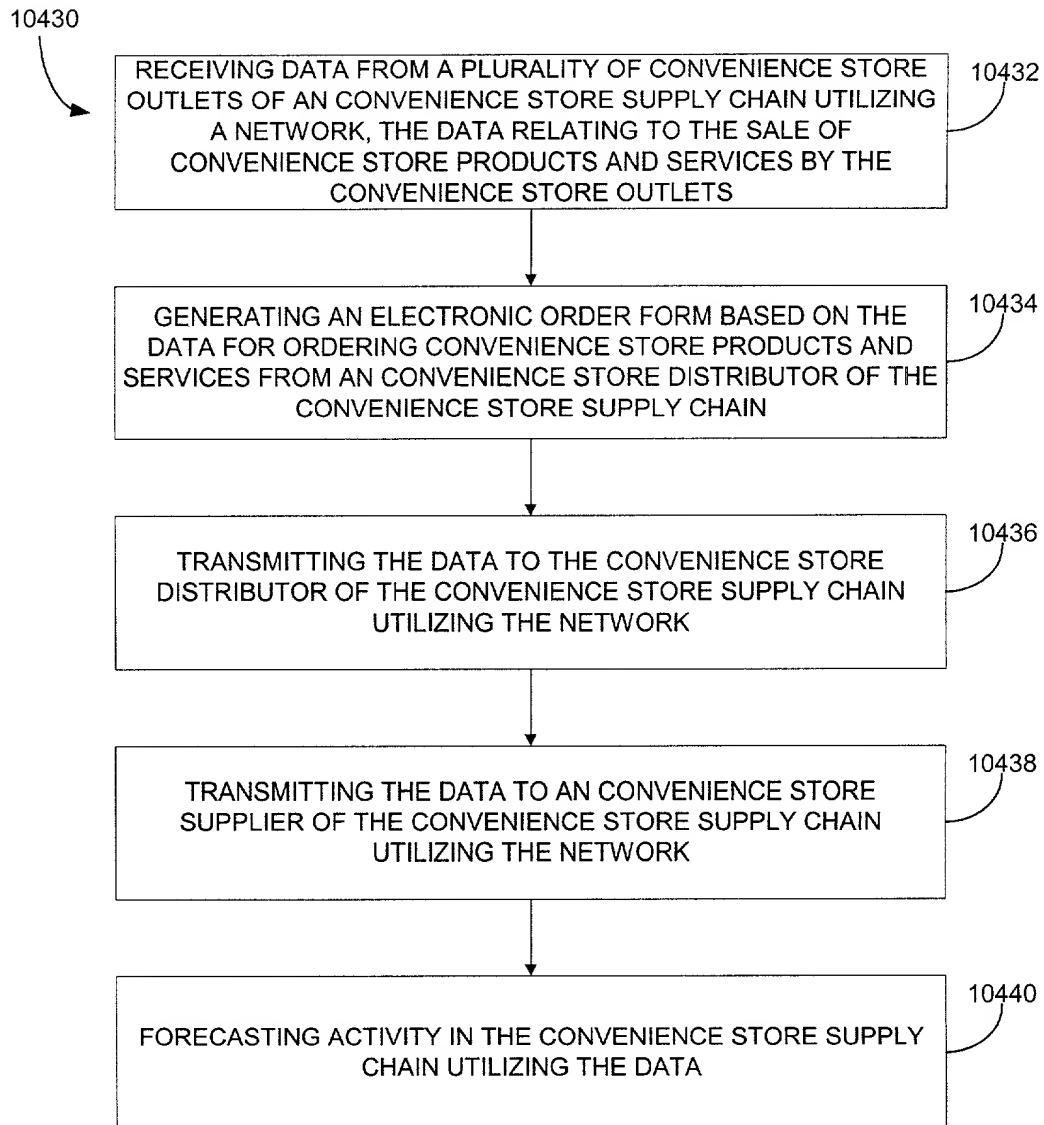 10430
RECEIVING DATA FROM A PLURALITY OF CONVENIENCE STORE
OUTLETS OF AN CONVENIENCE STORE SUPPLY CHAIN UTILIZING
A NETWORK, THE DATA RELATING TO THE SALE OF
CONVENIENCE STORE PRODUCTS AND SERVICES BY THE
CONVENIENCE STORE OUTLETS
10432
GENERATING AN ELECTRONIC ORDER FORM BASED ON THE
DATA FOR ORDERING CONVENIENCE STORE PRODUCTS AND
SERVICES FROM AN CONVENIENCE STORE DISTRIBUTOR OF THE
CONVENIENCE STORE SUPPLY CHAIN
10434
TRANSMITTING THE DATA TO THE CONVENIENCE STORE
DISTRIBUTOR OF THE CONVENIENCE STORE SUPPLY CHAIN
UTILIZING THE NETWORK
10436
TRANSMITTING THE DATA TO AN CONVENIENCE STORE
SUPPLIER OF THE CONVENIENCE STORE SUPPLY CHAIN
UTILIZING THE NETWORK
10438
FORECASTING ACTIVITY IN THE CONVENIENCE STORE SUPPLY
CHAIN UTILIZING THE DATA
10440